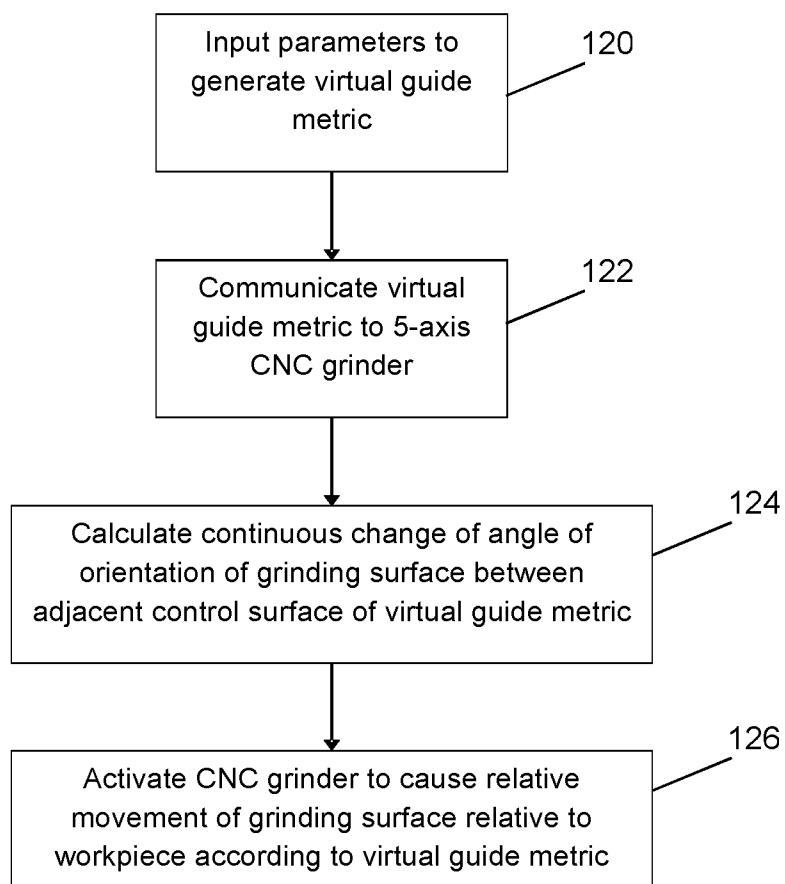 Input parameters to
generate virtual guide
metric
120
Communicate virtual
guide metric to 5-axis
CNC grinder
122
Calculate continuous change of angle of
orientation of grinding surface between
adjacent control surface of virtual guide metric
124
Activate CNC grinder to cause relative
movement of grinding surface relative to
workpiece according to virtual guide metric
126